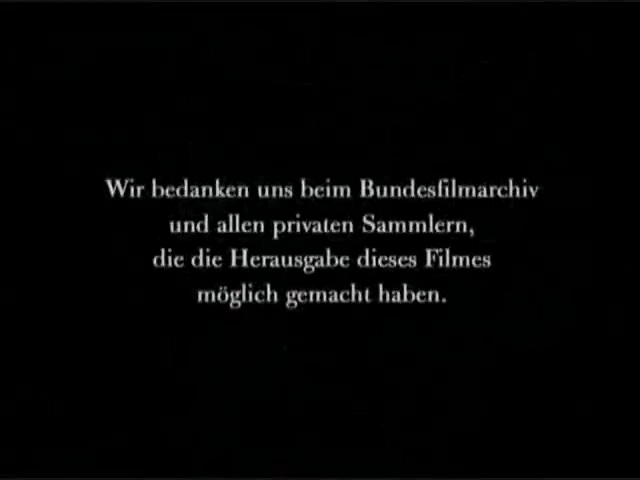 Wir bedanken uns beim Bundesfilmarchiv
und allen privaten Sammlern,
die die Herausgabe dieses Filmes
möglich gemacht haben.